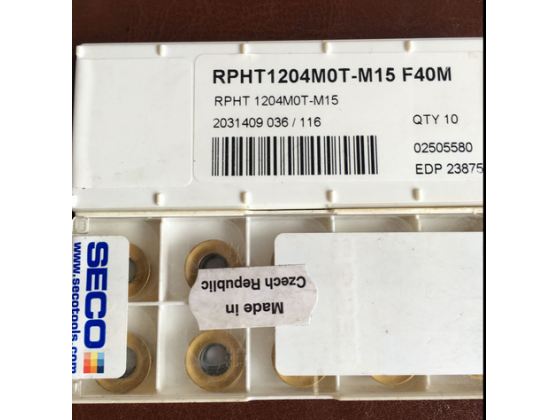 RPHT1204M0T-M15 F40M
RPHT 1204M0T-M15
2031409 036 / 116
QTY 10
02505580
EDP 23875
SECO
www.secotools.com
Made in
Czech Republic